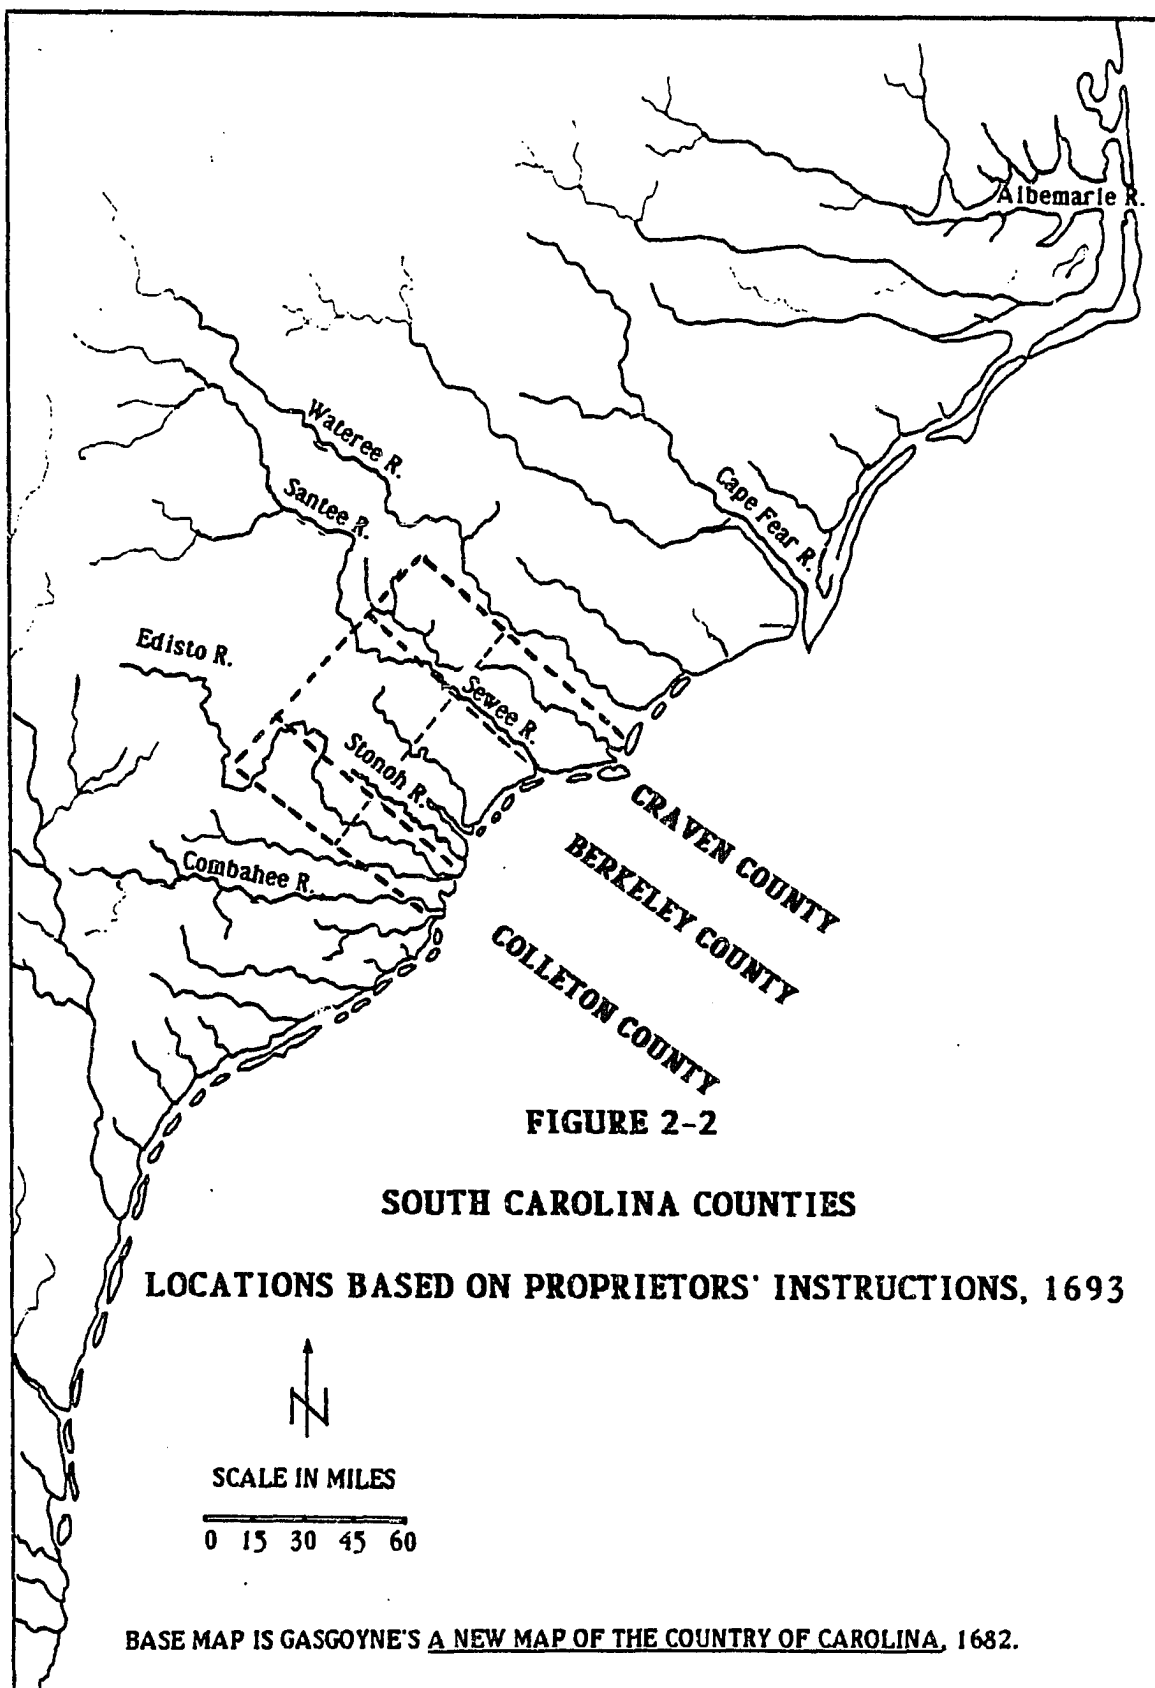 Albemarle R.
Wateree R.
Cape Fear R.
Santee R.
Edisto R.
Sewee R.
Stonoh R.
Combahee R.
CRAVEN COUNTY
BERKELEY COUNTY
COLLETON COUNTY
FIGURE 2-2
SOUTH CAROLINA COUNTIES
LOCATIONS BASED ON PROPRIETORS' INSTRUCTIONS, 1693
N
SCALE IN MILES
0 15 30 45 60
BASE MAP IS GASGOYNE'S A NEW MAP OF THE COUNTRY OF CAROLINA, 1682.